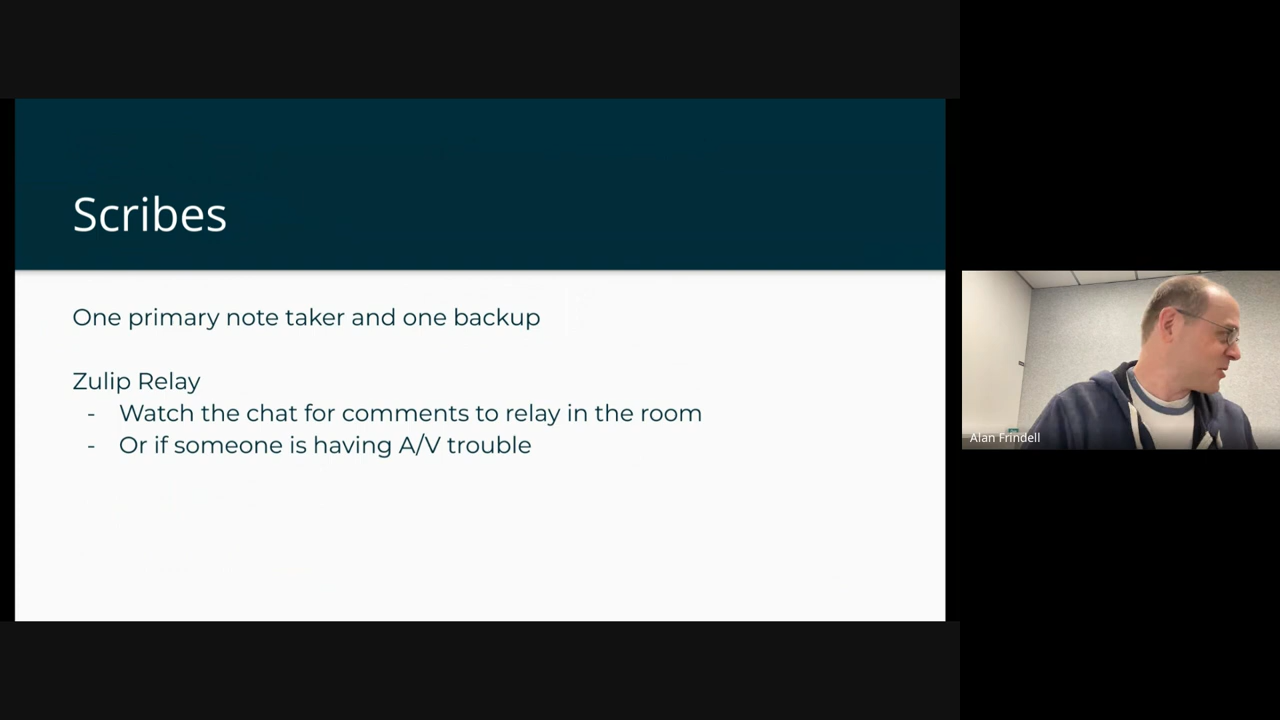 Scribes
One primary note taker and one backup
Zulip Relay
- Watch the chat for comments to relay in the room
- Or if someone is having A/V trouble
Alan Frindell